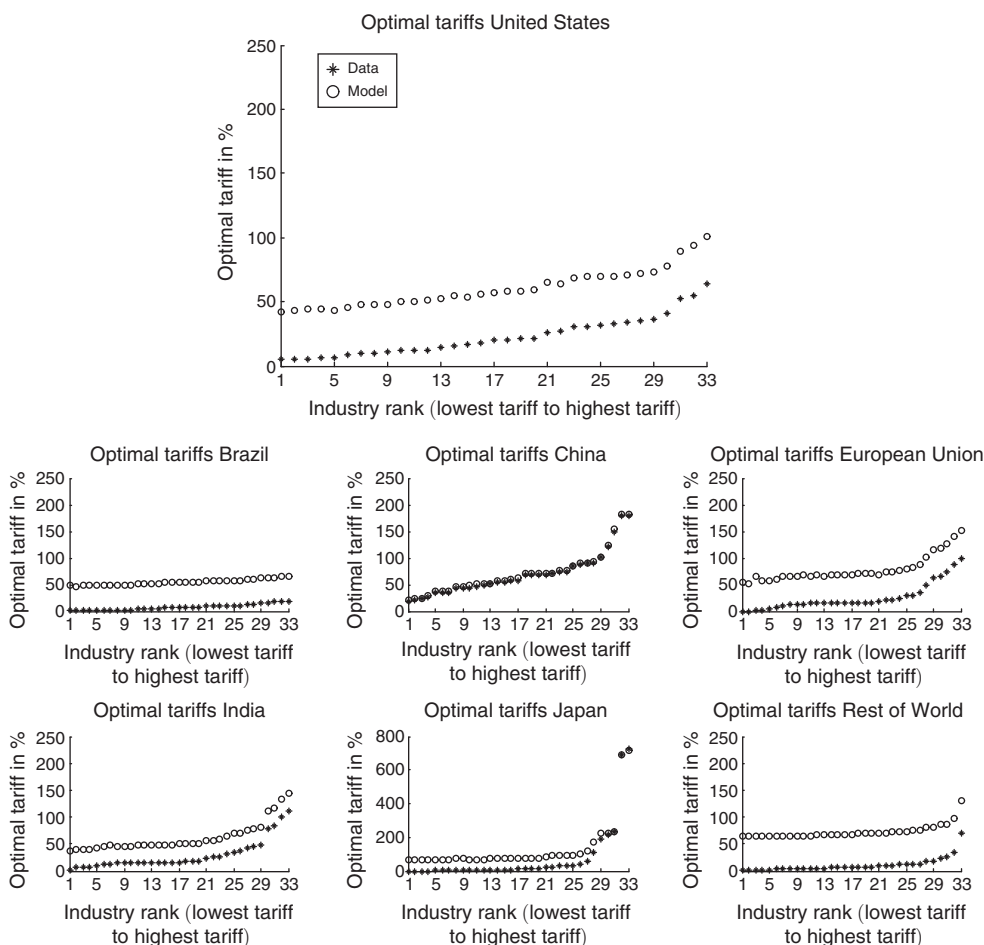 Optimal tariffs United States
Optimal tariff in %
250
200
150
100
50
0
Data
Model
1 5 9 13 17 21 25 29 33
Industry rank (lowest tariff to highest tariff)
Optimal tariffs Brazil
Optimal tariff in %
250
200
150
100
50
0
1 5 9 13 17 21 25 29 33
Industry rank (lowest tariff
to highest tariff)
Optimal tariffs China
Optimal tariff in %
250
200
150
100
50
0
1 5 9 13 17 21 25 29 33
Industry rank (lowest tariff
to highest tariff)
Optimal tariffs European Union
Optimal tariff in %
250
200
150
100
50
0
1 5 9 13 17 21 25 29 33
Industry rank (lowest tariff
to highest tariff)
Optimal tariffs India
Optimal tariff in %
250
200
150
100
50
0
1 5 9 13 17 21 25 29 33
Industry rank (lowest tariff
to highest tariff)
Optimal tariffs Japan
Optimal tariff in %
800
600
400
200
0
1 5 9 13 17 21 25 29 33
Industry rank (lowest tariff
to highest tariff)
Optimal tariffs Rest of World
Optimal tariff in %
250
200
150
100
50
0
1 5 9 13 17 21 25 29 33
Industry rank (lowest tariff
to highest tariff)